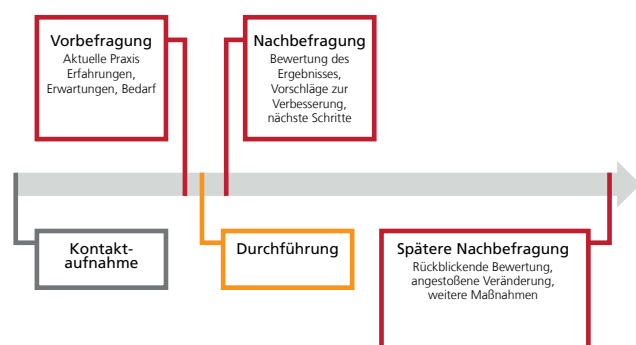 Vorbefragung
Aktuelle Praxis
Erfahrungen,
Erwartungen, Bedarf
Nachbefragung
Bewertung des
Ergebnisses,
Vorschläge zur
Verbesserung,
nächste Schritte
Kontakt-
aufnahme
Durchführung
Spätere Nachbefragung
Rückblickende Bewertung,
angestoßene Veränderung,
weitere Maßnahmen